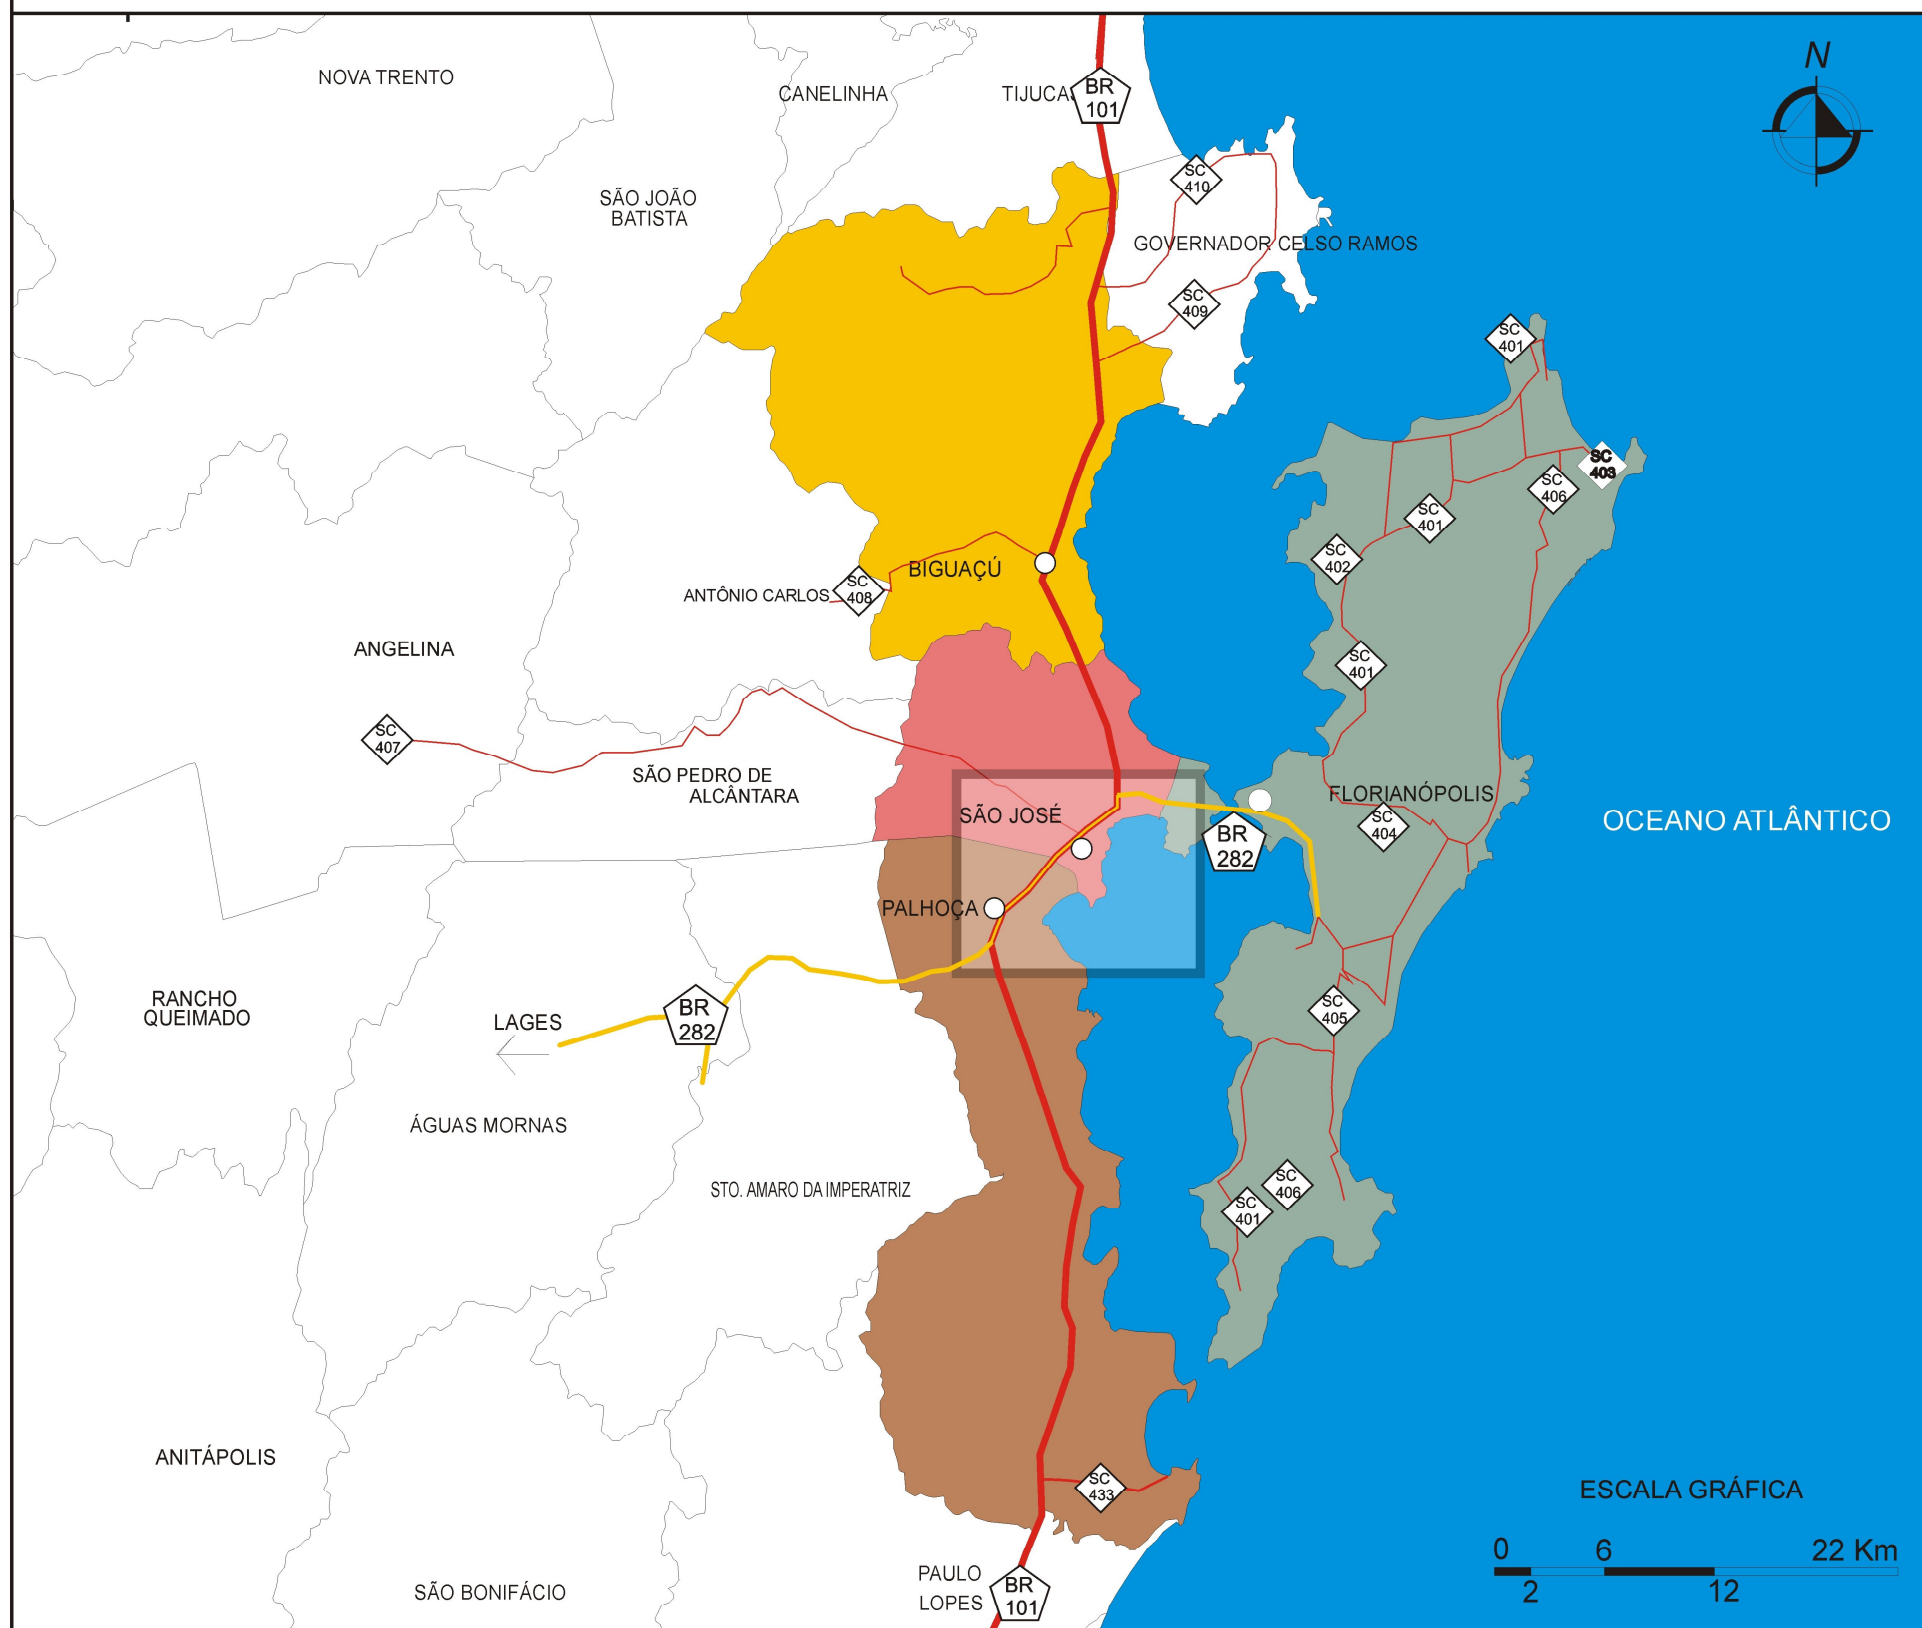 N
NOVA TRENTO
CANELINHA
TIJUCAS
BR
101
SÃO JOÃO
BATISTA
SC
410
GOVERNADOR CELSO RAMOS
SC
409
SC
401
SC
403
SC
406
SC
401
SC
402
BIGUAÇÚ
ANTÔNIO CARLOS
SC
408
ANGELINA
SC
401
SC
407
SÃO PEDRO DE
ALCÂNTARA
SÃO JOSÉ
FLORIANÓPOLIS
SC
404
OCEANO ATLÂNTICO
BR
282
PALHOÇA
RANCHO
QUEIMADO
LAGES
BR
282
SC
405
ÁGUAS MORNAS
STO. AMARO DA IMPERATRIZ
SC
406
SC
401
ANITÁPOLIS
SC
433
ESCALA GRÁFICA
0 6 22 Km
2 12
PAULO
LOPES
BR
101
SÃO BONIFÁCIO